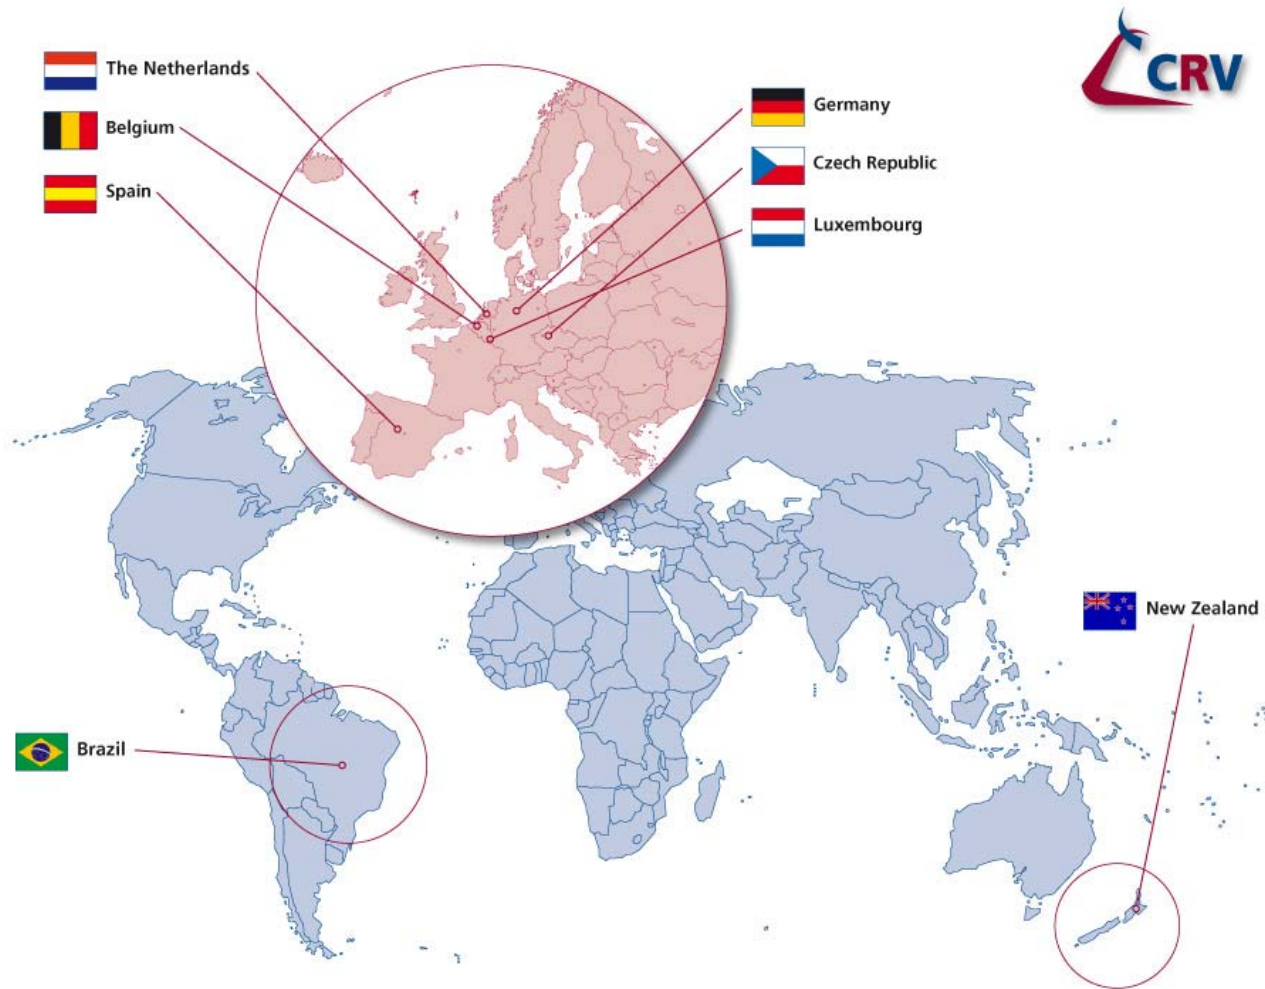 The Netherlands
Belgium
Spain
Germany
Czech Republic
Luxembourg
CRV
New Zealand
Brazil